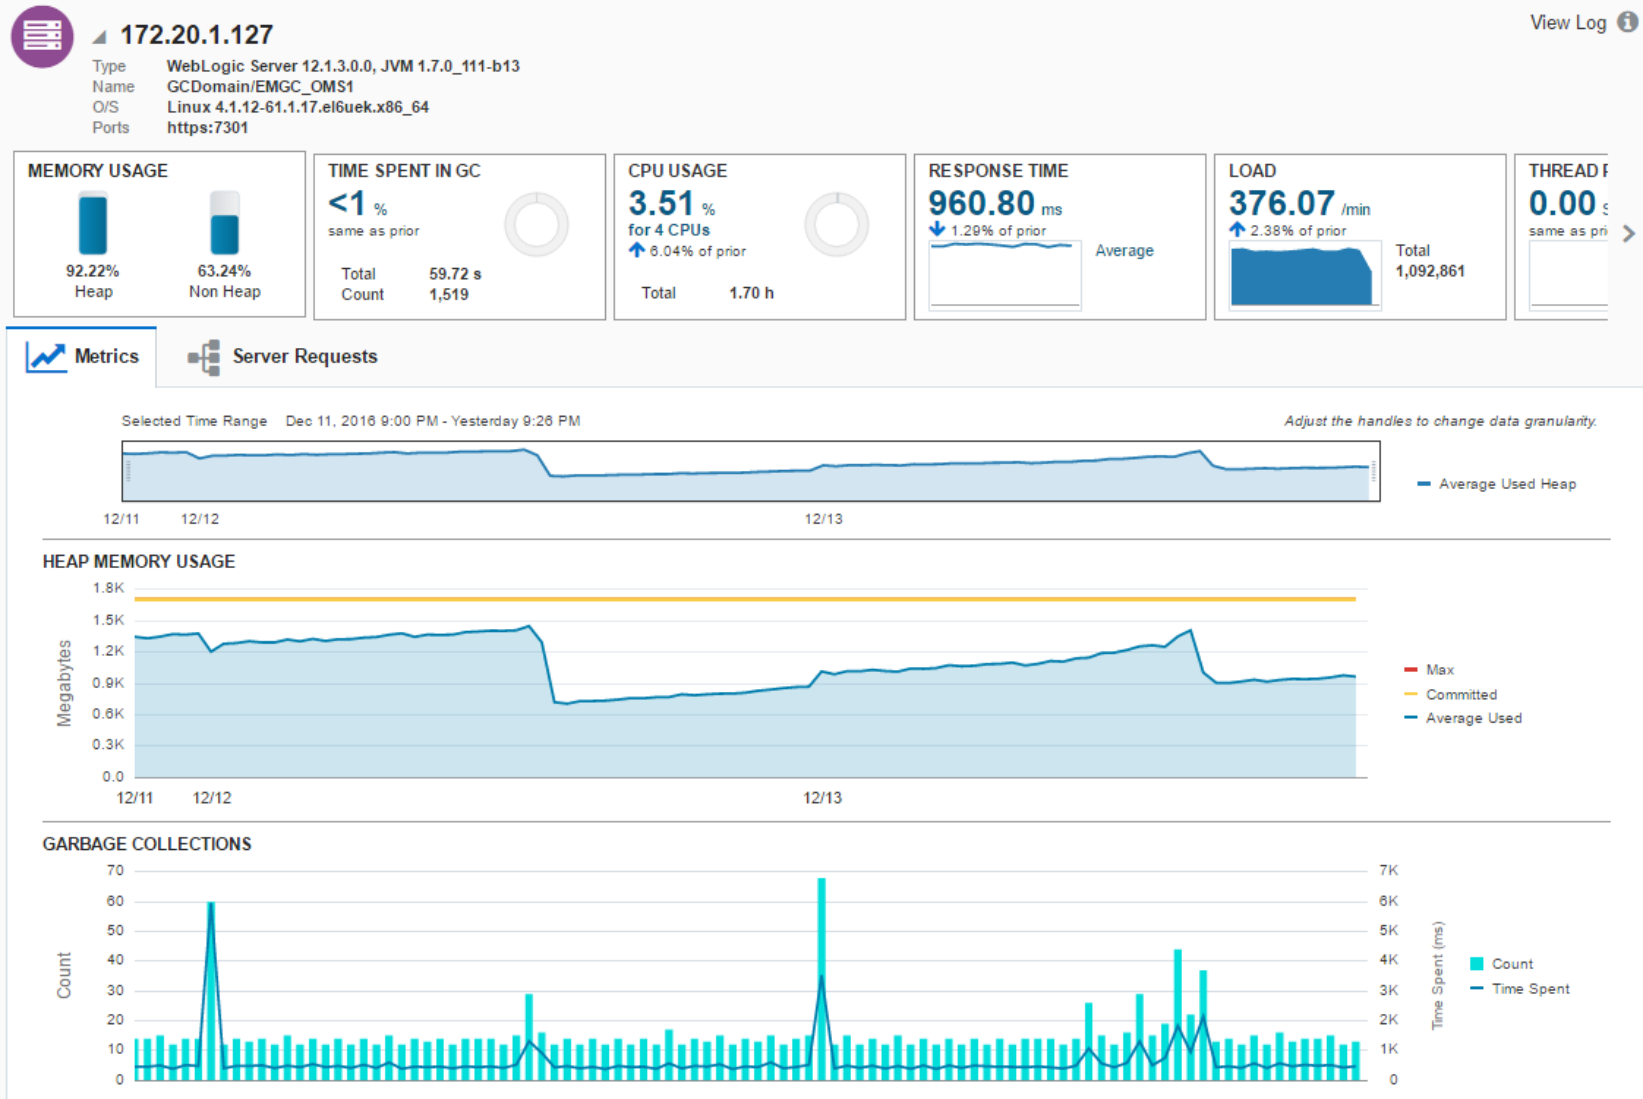 View Log
172.20.1.127
Type WebLogic Server 12.1.3.0.0, JVM 1.7.0_111-b13
Name GCDomain/EMGC_OMS1
O/S Linux 4.1.12-61.1.17.el6uek.x86_64
Ports https:7301
MEMORY USAGE
92.22% 63.24%
Heap Non Heap
TIME SPENT IN GC
<1 %
same as prior
Total 59.72 s
Count 1,519
CPU USAGE
3.51 %
for 4 CPUs
6.04% of prior
Total 1.70 h
RESPONSE TIME
960.80 ms
1.29% of prior
Average
LOAD
376.07 /min
2.38% of prior
Total
1,092,861
THREAD
0.00
same as
Metrics
Server Requests
Selected Time Range Dec 11, 2016 9:00 PM - Yesterday 9:26 PM
Adjust the handles to change data granularity.
Average Used Heap
12/11 12/12 12/13
HEAP MEMORY USAGE
Megabytes
1.8K
1.5K
1.2K
0.9K
0.6K
0.3K
0.0
12/11 12/12 12/13
Max
Committed
Average Used
GARBAGE COLLECTIONS
Count
70 7K
60 6K
50 5K
40 4K
30 3K
20 2K
10 1K
0 0
Time Spent (ms)
Count
Time Spent